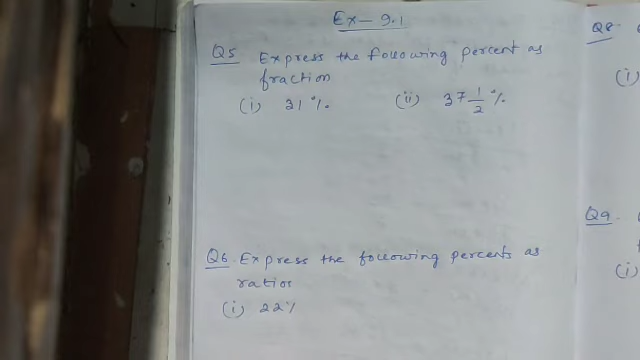 Ex - 9.1
Q5 Express the following percent as
fraction
(i) 31%. (ii) 37 1/2 %.
Q6. Express the following percents as
ratios
(i) 22%
Q8.
(i)
Q9.
(i)